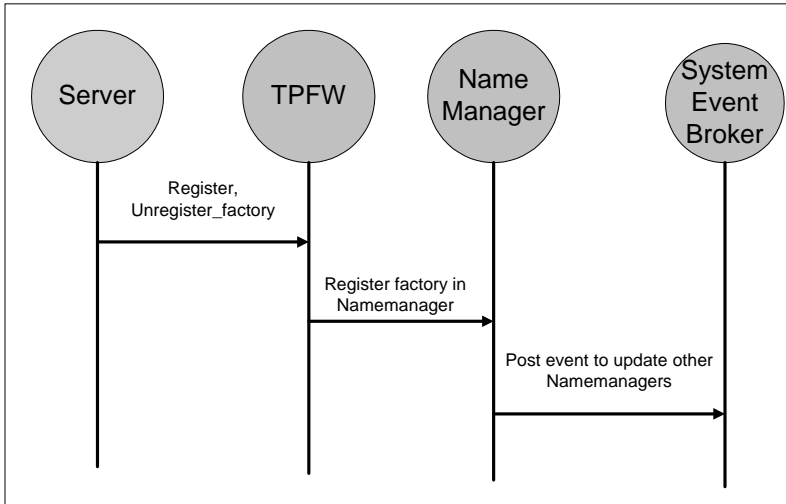 Server
TPFW
Name
Manager
System
Event
Broker
Register,
Unregister_factory
Register factory in
Namemanager
Post event to update other
Namemanagers